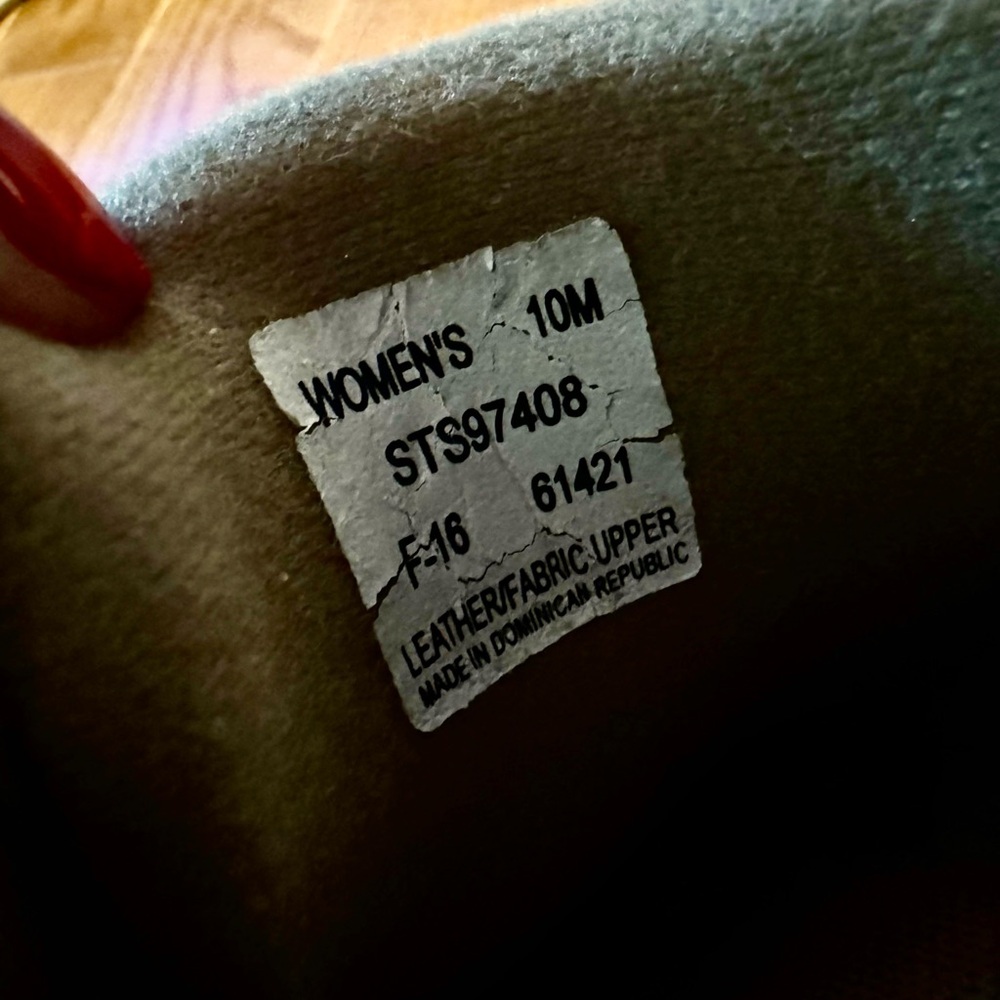 WOMEN'S 10M
STS97408
F-16 61421
LEATHER/FABRIC UPPER
MADE IN DOMINICAN REPUBLIC